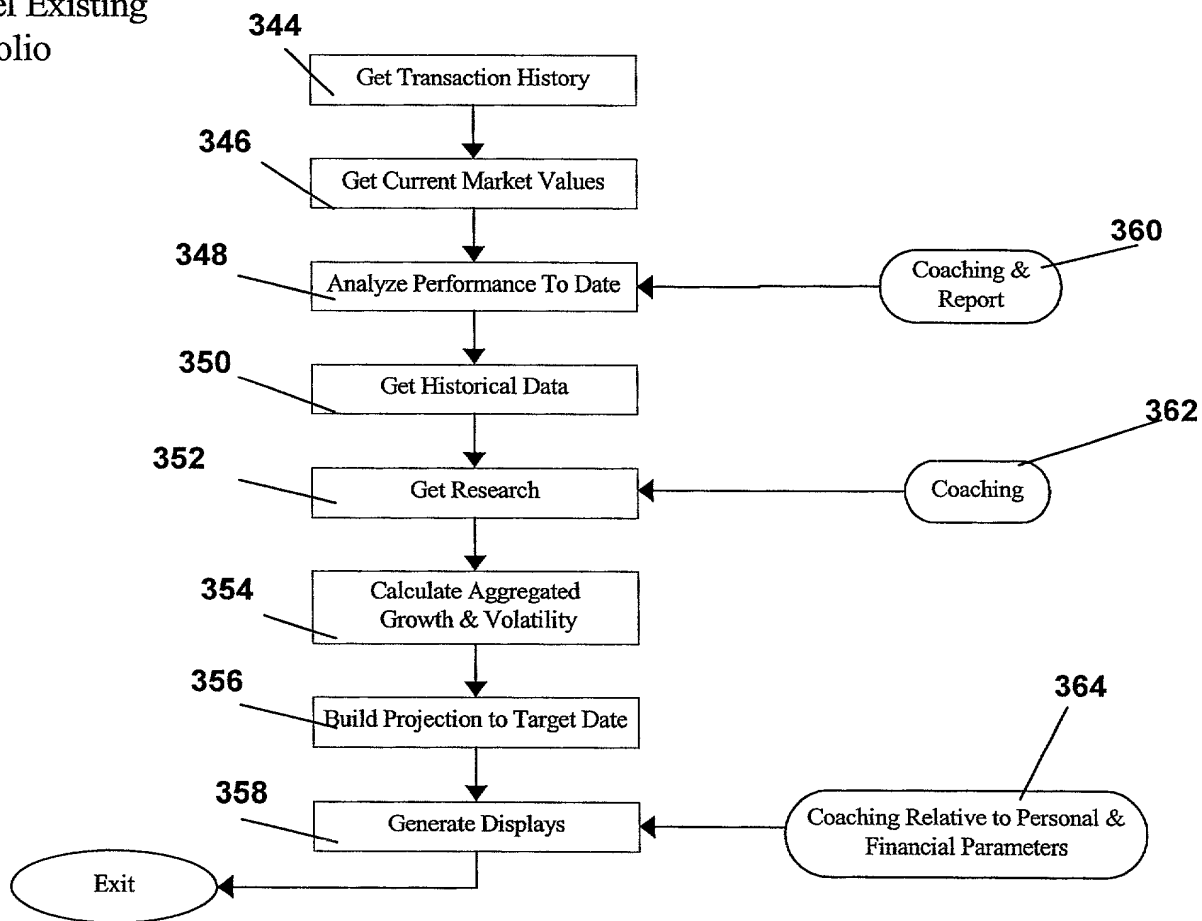 el Existing
olio
344
Get Transaction History
346
Get Current Market Values
348
Analyze Performance To Date
360
Coaching &
Report
350
Get Historical Data
362
352
Get Research
Coaching
354
Calculate Aggregated
Growth & Volatility
356
Build Projection to Target Date
364
358
Generate Displays
Coaching Relative to Personal &
Financial Parameters
Exit